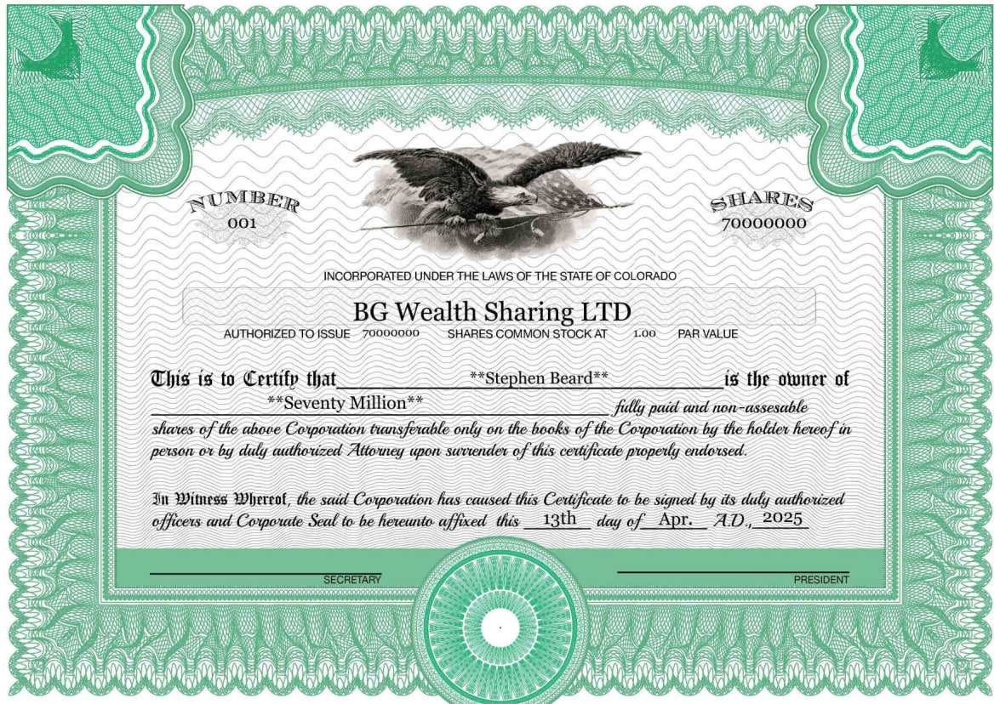 NUMBER
001
SHARES
70000000
INCORPORATED UNDER THE LAWS OF THE STATE OF COLORADO
BG Wealth Sharing LTD
AUTHORIZED TO ISSUE 70000000 SHARES COMMON STOCK AT 1.00 PAR VALUE
This is to Certify that **Stephen Beard** is the owner of
**Seventy Million** fully paid and non-assesable
shares of the above Corporation transferable only on the books of the Corporation by the holder hereof in
person or by duly authorized Attorney upon surrender of this certificate properly endorsed.
In Witness Whereof, the said Corporation has caused this Certificate to be signed by its duly authorized
officers and Corporate Seal to be hereunto affixed this 13th day of Apr. A.D., 2025
SECRETARY
PRESIDENT